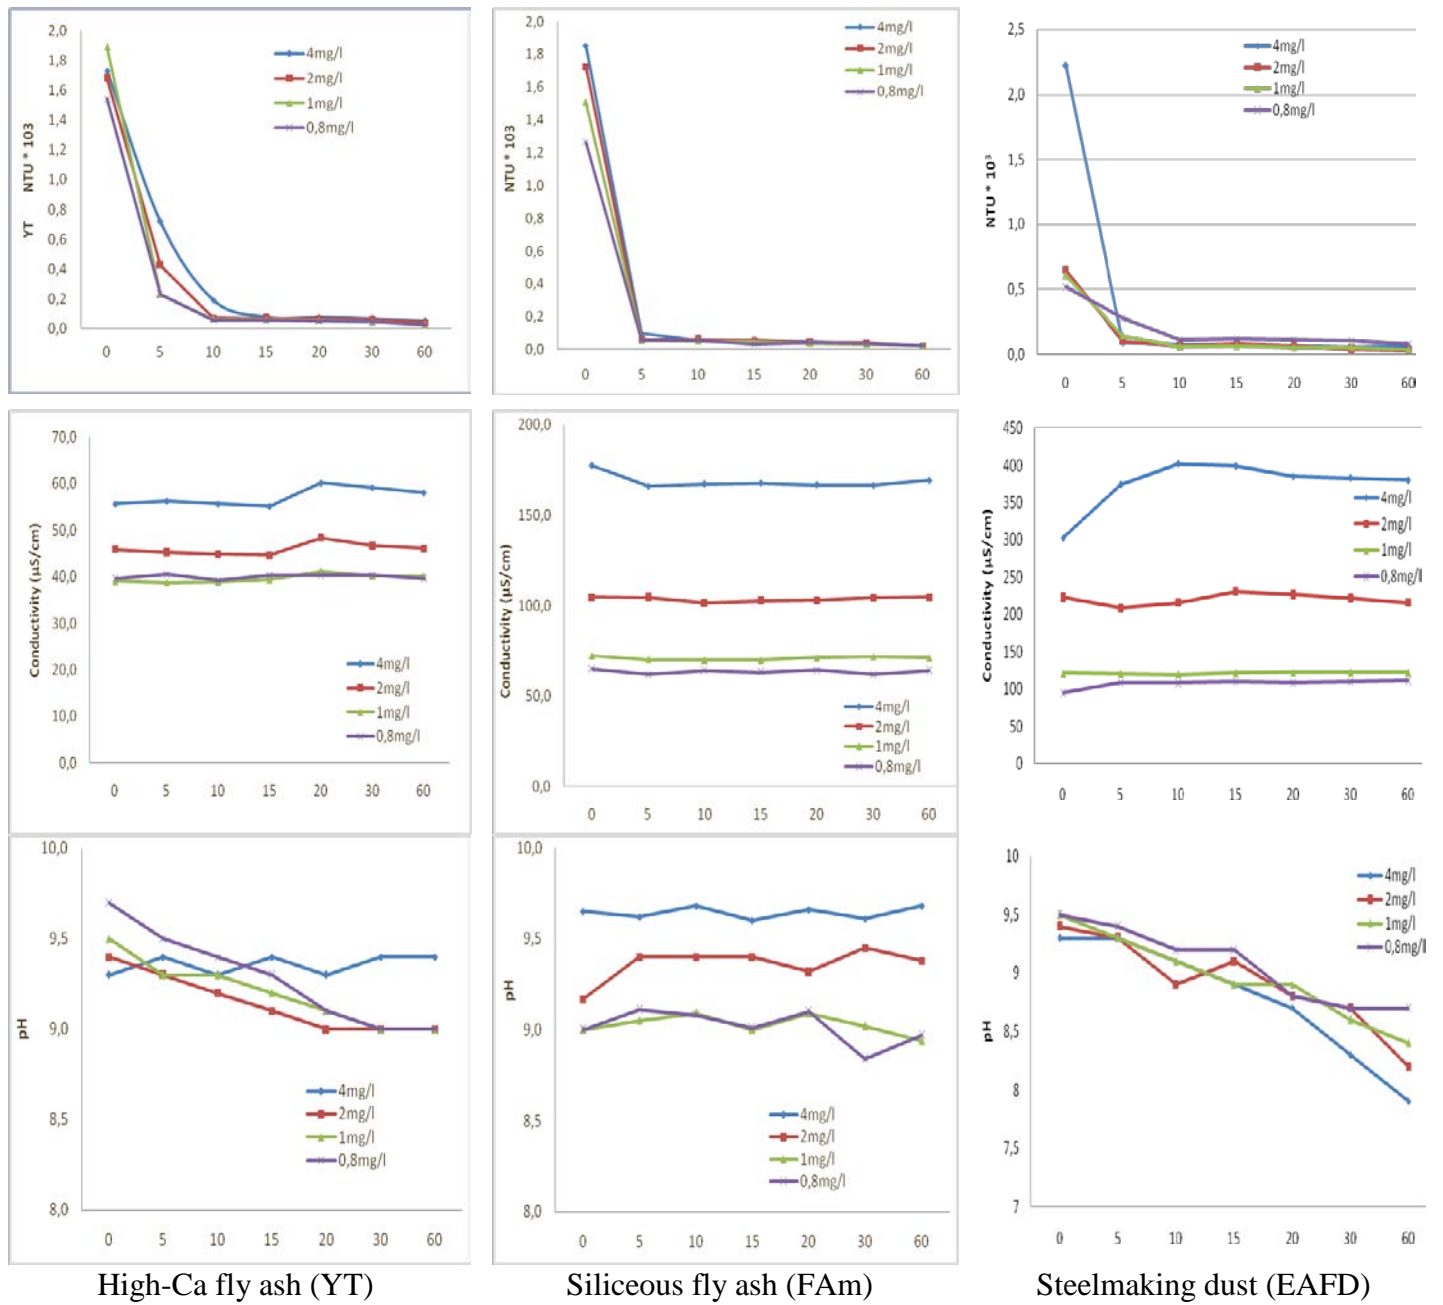 2,0
1,8
1,6
1,4
1,2
1,0
0,8
0,6
0,4
0,2
0,0
YT NTU * 103
4mg/l
2mg/l
1mg/l
0,8mg/l
0 5 10 15 20 30 60
2,0
1,8
1,6
1,4
1,2
1,0
0,8
0,6
0,4
0,2
0,0
NTU * 103
4mg/l
2mg/l
1mg/l
0,8mg/l
0 5 10 15 20 30 60
2,5
2,0
1,5
1,0
0,5
0,0
NTU * 10³
4mg/l
2mg/l
1mg/l
0,8mg/l
0 5 10 15 20 30 60
70,0
60,0
50,0
40,0
30,0
20,0
10,0
0,0
Conductivity (µS/cm)
4mg/l
2mg/l
1mg/l
0,8mg/l
0 5 10 15 20 30 60
200,0
150,0
100,0
50,0
0,0
Conductivity (µS/cm)
4mg/l
2mg/l
1mg/l
0,8mg/l
0 5 10 15 20 30 60
450
400
350
300
250
200
150
100
50
0
Conductivity (µS/cm)
4mg/l
2mg/l
1mg/l
0,8mg/l
0 5 10 15 20 30 60
10,0
9,5
9,0
8,5
8,0
pH
4mg/l
2mg/l
1mg/l
0,8mg/l
0 5 10 15 20 30 60
10,0
9,5
9,0
8,5
8,0
pH
4mg/l
2mg/l
1mg/l
0,8mg/l
0 5 10 15 20 30 60
10
9,5
9
8,5
8
7,5
7
pH
4mg/l
2mg/l
1mg/l
0,8mg/l
0 5 10 15 20 30 60
High-Ca fly ash (YT) Siliceous fly ash (FAm) Steelmaking dust (EAFD)